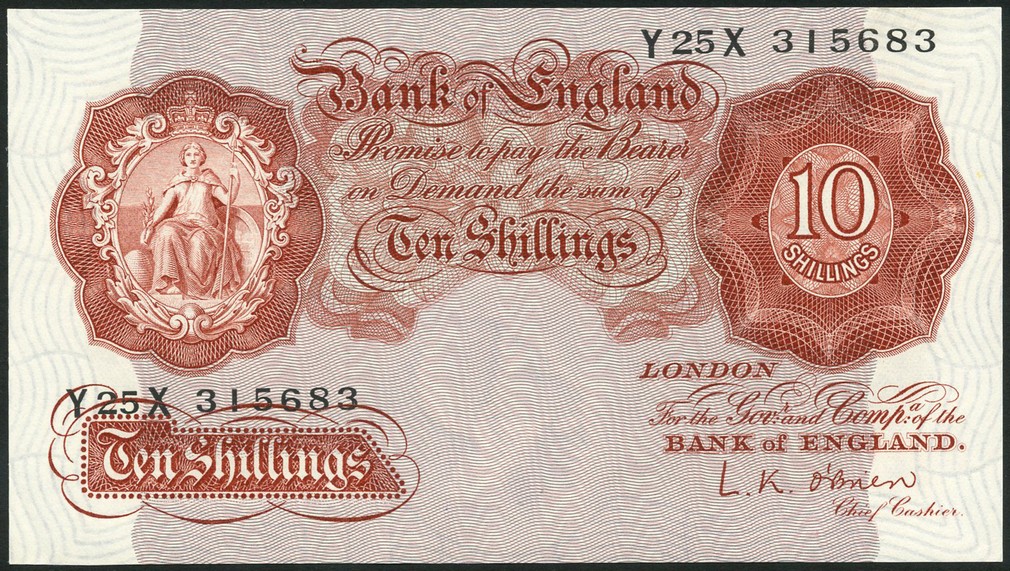 Y25X 315683
Bank of England
Promise to pay the Bearer
on Demand the sum of
Ten Shillings
10
SHILLINGS
Y25X 315683
Ten Shillings
LONDON
For the Govr. and Compa. of the
BANK of ENGLAND.
L.K. O'Brien
Chief Cashier.